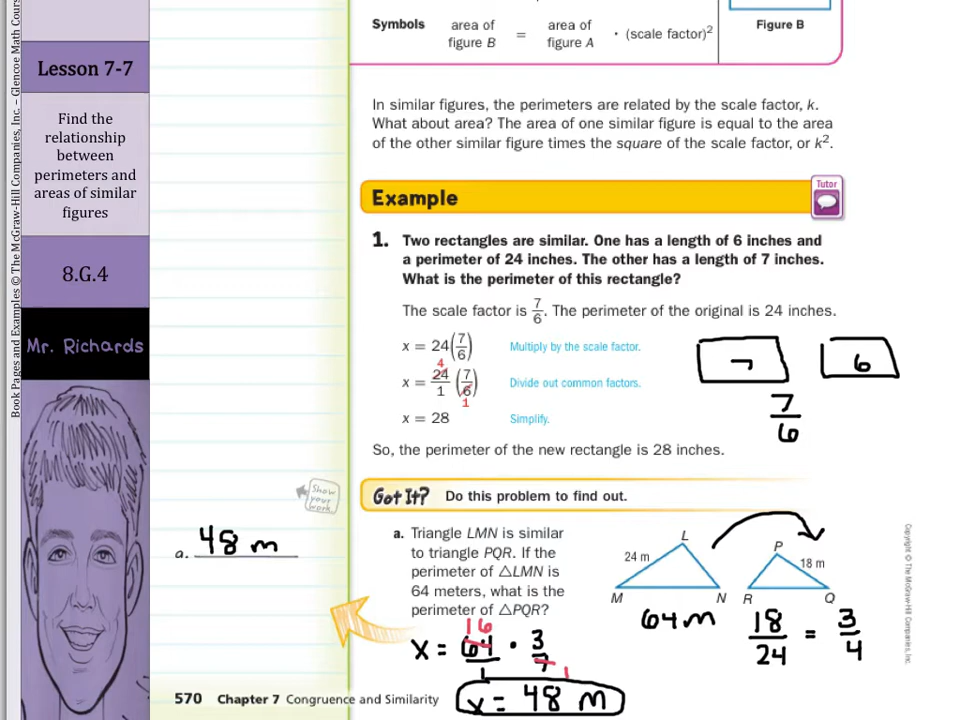 Book Pages and Examples © The McGraw-Hill Companies, Inc. – Glencoe Math Cours
Lesson 7-7
Find the
relationship
between
perimeters and
areas of similar
figures
8.G.4
Mr. Richards
Symbols area of figure B = area of figure A · (scale factor)²
Figure B
In similar figures, the perimeters are related by the scale factor, k.
What about area? The area of one similar figure is equal to the area
of the other similar figure times the square of the scale factor, or k².
Example
Tutor
1. Two rectangles are similar. One has a length of 6 inches and
a perimeter of 24 inches. The other has a length of 7 inches.
What is the perimeter of this rectangle?
The scale factor is 7/6. The perimeter of the original is 24 inches.
x = 24(7/6) Multiply by the scale factor.
4
x = 24/1 (7/6) Divide out common factors.
1
x = 28 Simplify.
7
6
7/6
So, the perimeter of the new rectangle is 28 inches.
Show
your
work.
Got It? Do this problem to find out.
a. 48 m
a. Triangle LMN is similar
to triangle PQR. If the
perimeter of △LMN is
64 meters, what is the
perimeter of △PQR?
L
24 m
M N
64 m
P
18 m
R Q
18/24 = 3/4
16
x = 64/1 · 3/4
1
x = 48 m
570 Chapter 7 Congruence and Similarity
Copyright © The McGraw-Hill Companies, Inc.